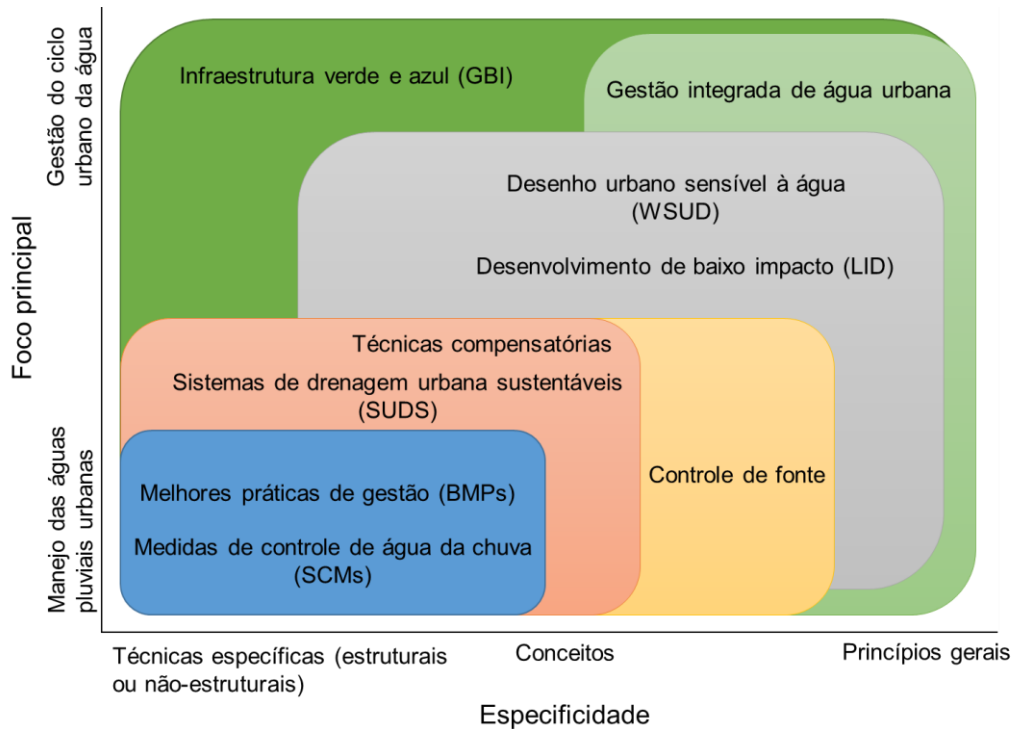 Gestão do ciclo
urbano da água
Foco principal
Manejo das águas
pluviais urbanas
Infraestrutura verde e azul (GBI)
Gestão integrada de água urbana
Desenho urbano sensível à água
(WSUD)
Desenvolvimento de baixo impacto (LID)
Técnicas compensatórias
Sistemas de drenagem urbana sustentáveis
(SUDS)
Controle de fonte
Melhores práticas de gestão (BMPs)
Medidas de controle de água da chuva
(SCMs)
Técnicas específicas (estruturais
ou não-estruturais)
Conceitos
Princípios gerais
Especificidade